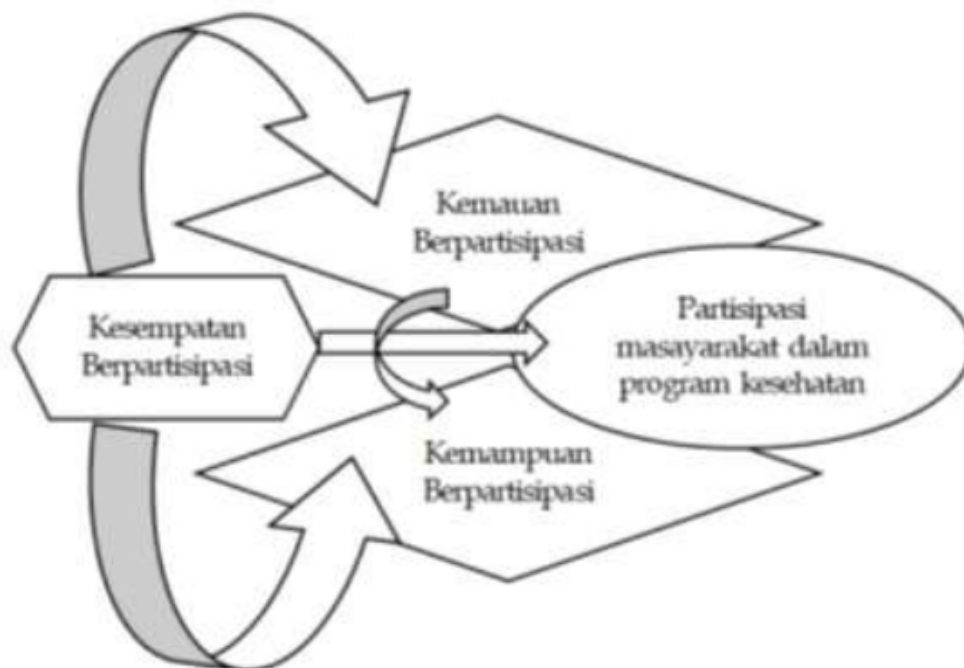 Kemauan
Berpartisipasi
Kesempatan
Berpartisipasi
Partisipasi
masayarakat dalam
program kesehatan
Kemampuan
Berpartisipasi